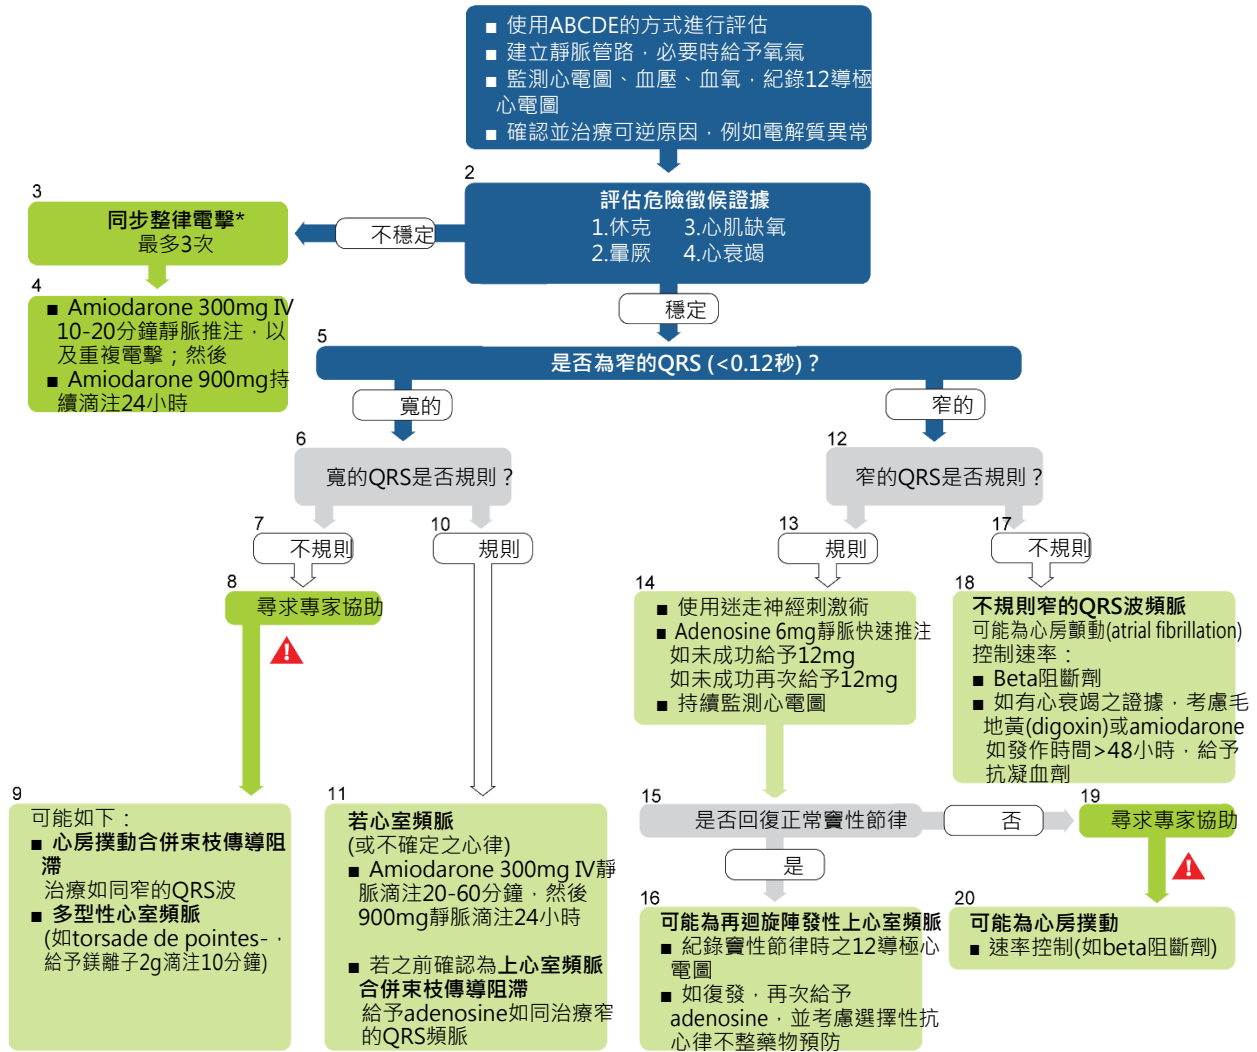 ■ 使用ABCDE的方式進行評估
■ 建立靜脈管路，必要時給予氧氣
■ 監測心電圖、血壓、血氧，紀錄12導極
心電圖
■ 確認並治療可逆原因，例如電解質異常
2
評估危險徵候證據
1.休克 3.心肌缺氧
2.暈厥 4.心衰竭
不穩定
3
同步整律電擊*
最多3次
4
■ Amiodarone 300mg IV
10-20分鐘靜脈推注，以
及重複電擊；然後
■ Amiodarone 900mg持
續滴注24小時
穩定
5
是否為窄的QRS (<0.12秒)？
寬的
窄的
6
寬的QRS是否規則？
12
窄的QRS是否規則？
7
不規則
10
規則
13
規則
17
不規則
8
尋求專家協助
!
9
可能如下：
■ 心房撲動合併束枝傳導阻
滯
治療如同窄的QRS波
■ 多型性心室頻脈
(如torsade de pointes-，
給予鎂離子2g滴注10分鐘)
11
若心室頻脈
(或不確定之心律)
■ Amiodarone 300mg IV靜
脈滴注20-60分鐘，然後
900mg靜脈滴注24小時
■ 若之前確認為上心室頻脈
合併束枝傳導阻滯
給予adenosine如同治療窄
的QRS頻脈
14
■ 使用迷走神經刺激術
■ Adenosine 6mg靜脈快速推注
如未成功給予12mg
如未成功再次給予12mg
■ 持續監測心電圖
18
不規則窄的QRS波頻脈
可能為心房顫動(atrial fibrillation)
控制速率：
■ Beta阻斷劑
■ 如有心衰竭之證據，考慮毛
地黃(digoxin)或amiodarone
如發作時間>48小時，給予
抗凝血劑
15
是否回復正常竇性節律
否
19
尋求專家協助
!
是
16
可能為再迴旋陣發性上心室頻脈
■ 紀錄竇性節律時之12導極心
電圖
■ 如復發，再次給予
adenosine，並考慮選擇性抗
心律不整藥物預防
20
可能為心房撲動
■ 速率控制(如beta阻斷劑)